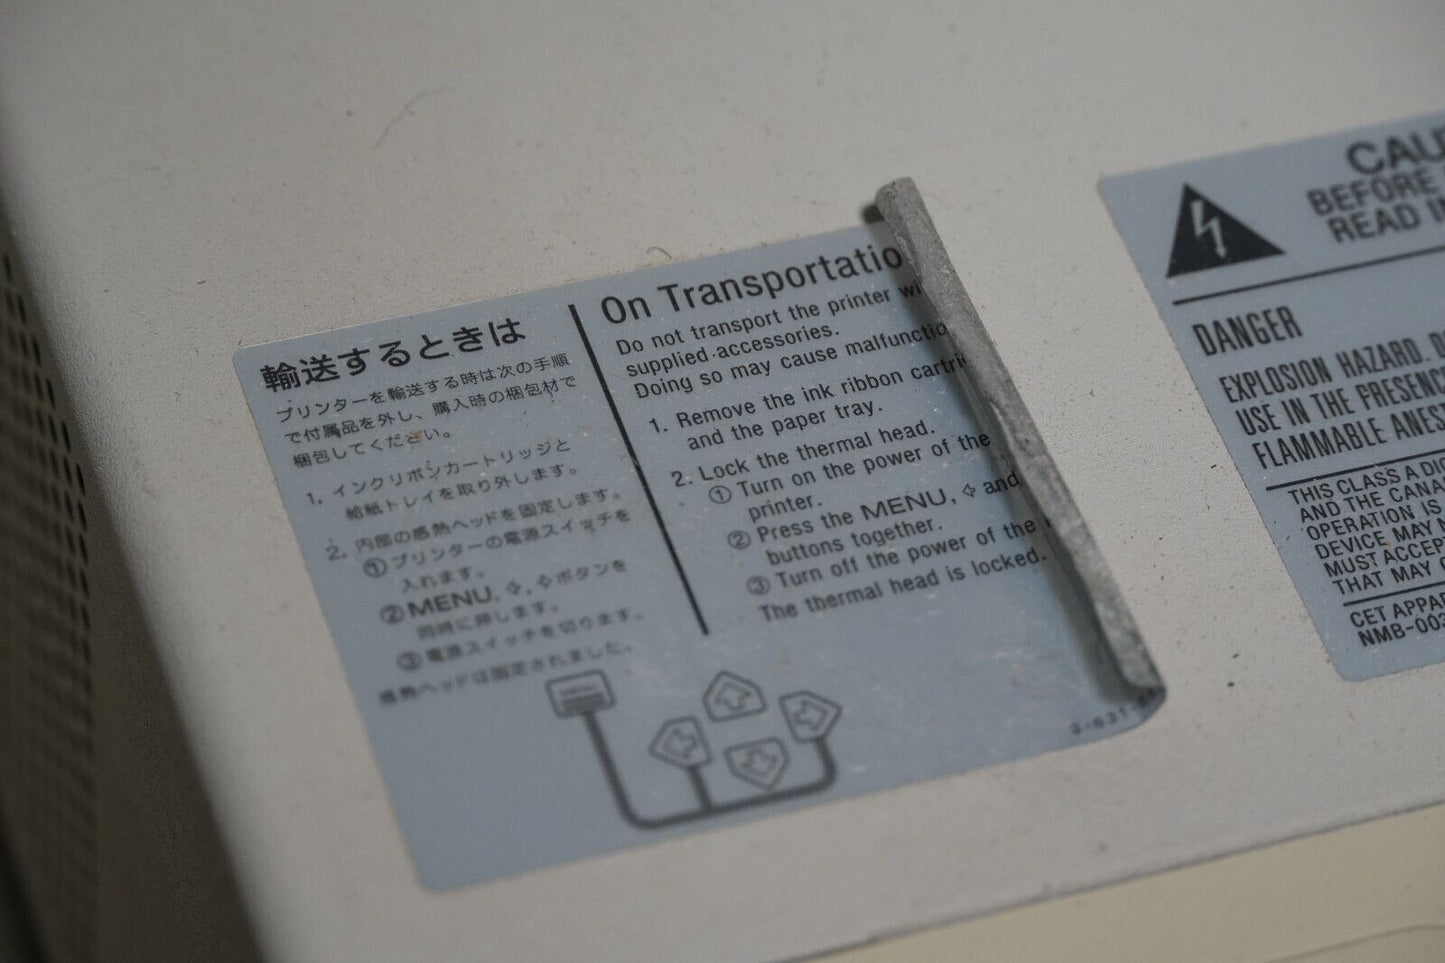 輸送するときは
プリンターを輸送する時は次の手順
で付属品を外し、購入時の梱包材で
梱包してください。
1. インクリボンカートリッジと
給紙トレイを取り外します。
2. 内部の感熱ヘッドを固定します。
①プリンターの電源スイッチを
入れます。
②MENU, ,  ボタンを
同時に押します。
③電源スイッチを切ります。
感熱ヘッドは固定されました。
On Transportatio
Do not transport the printer wi
supplied accessories.
Doing so may cause malfunctio
1. Remove the ink ribbon cartri
and the paper tray.
2. Lock the thermal head.
① Turn on the power of the
printer.
② Press the MENU, ⇦ and
buttons together.
③ Turn off the power of the
The thermal head is locked.
CAU
BEFORE
READ IN
DANGER
EXPLOSION HAZARD. D
USE IN THE PRESENC
FLAMMABLE ANES
THIS CLASS A DIG
AND THE CANA
OPERATION IS
DEVICE MAY N
MUST ACCEPT
THAT MAY C
CET APPAR
NMB-003